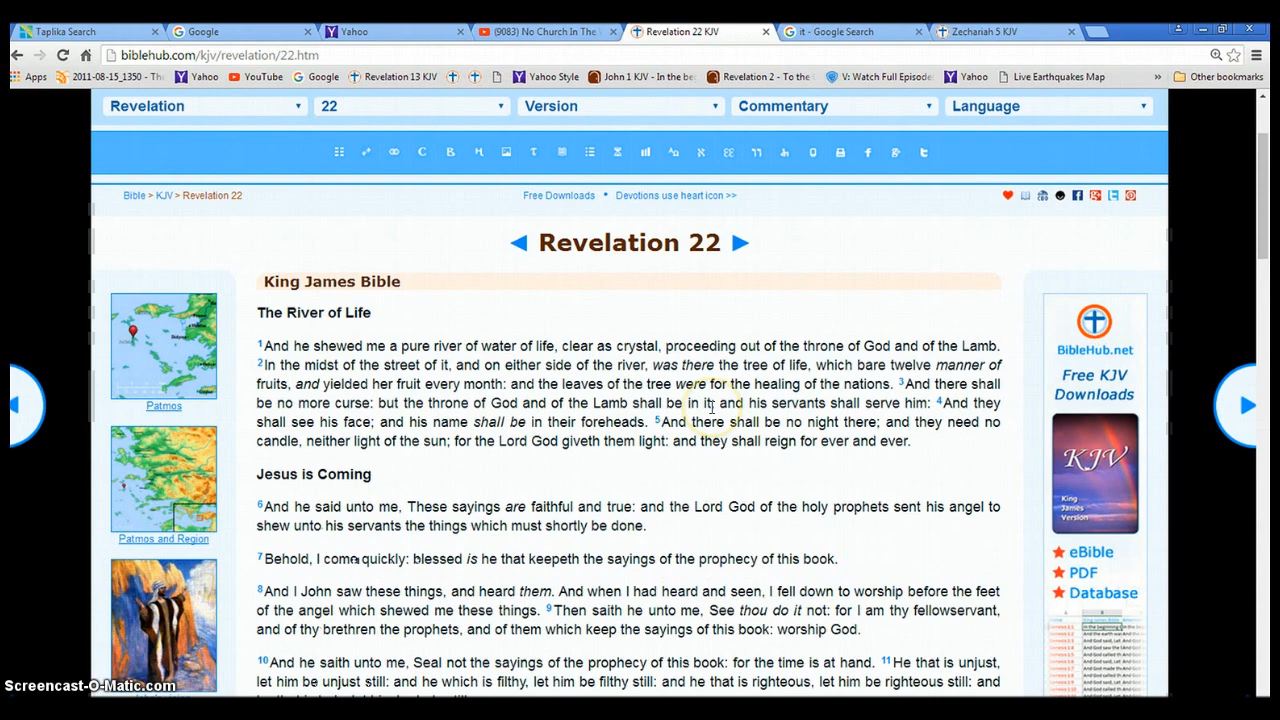 Taplika Search
Google
Yahoo
(9083) No Church In The
Revelation 22 KJV
it - Google Search
Zechariah 5 KJV
biblehub.com/kjv/revelation/22.htm
Apps
2011-08-15_1350 - The
Yahoo
YouTube
Google
Revelation 13 KJV
Yahoo Style
John 1 KJV - In the be
Revelation 2 - To the C
V: Watch Full Episode
Yahoo
Live Earthquakes Map
»
Other bookmarks
Revelation
22
Version
Commentary
Language
Bible > KJV > Revelation 22
Free Downloads • Devotions use heart icon >>
Revelation 22
King James Bible
The River of Life
1And he shewed me a pure river of water of life, clear as crystal, proceeding out of the throne of God and of the Lamb.
2In the midst of the street of it, and on either side of the river, was there the tree of life, which bare twelve manner of
fruits, and yielded her fruit every month: and the leaves of the tree were for the healing of the nations. 3And there shall
be no more curse: but the throne of God and of the Lamb shall be in it; and his servants shall serve him: 4And they
shall see his face; and his name shall be in their foreheads. 5And there shall be no night there; and they need no
candle, neither light of the sun; for the Lord God giveth them light: and they shall reign for ever and ever.
Jesus is Coming
6And he said unto me, These sayings are faithful and true: and the Lord God of the holy prophets sent his angel to
shew unto his servants the things which must shortly be done.
7Behold, I come quickly: blessed is he that keepeth the sayings of the prophecy of this book.
8And I John saw these things, and heard them. And when I had heard and seen, I fell down to worship before the feet
of the angel which shewed me these things. 9Then saith he unto me, See thou do it not: for I am thy fellowservant,
and of thy brethren the prophets, and of them which keep the sayings of this book: worship God.
10And he saith unto me, Seal not the sayings of the prophecy of this book: for the time is at hand. 11He that is unjust,
let him be unjust still: and he which is filthy, let him be filthy still: and he that is righteous, let him be righteous still: and
Patmos
Patmos and Region
BibleHub.net
Free KJV
Downloads
KJV
King
James
Version
eBible
PDF
Database
Screencast-O-Matic.com